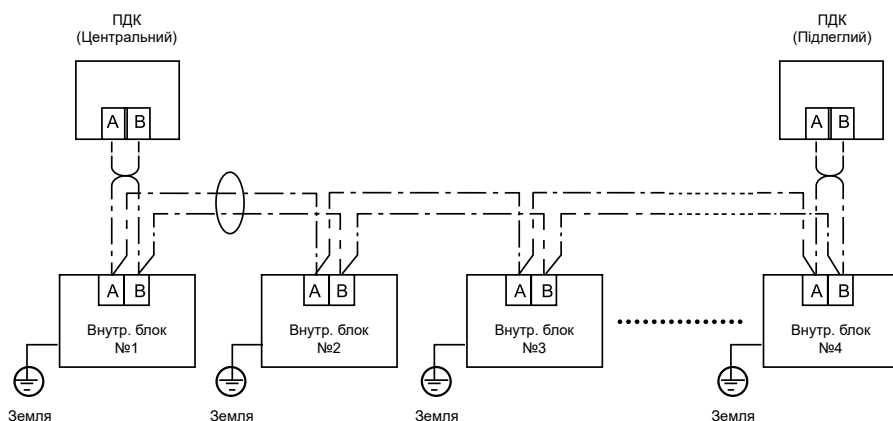 ПДК
(Центральний)
ПДК
(Підлеглий)
A B
A B
A B
A B
A B
A B
Внутр. блок
№1
Внутр. блок
№2
Внутр. блок
№3
Внутр. блок
№4
Земля
Земля
Земля
Земля